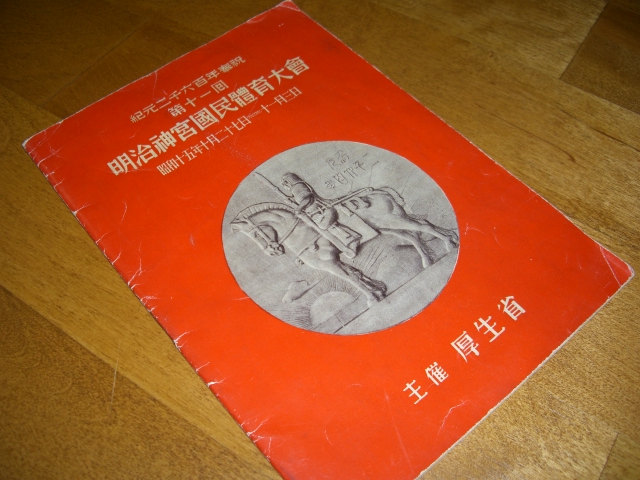 紀元二千六百年奉祝
第十一回
明治神宮國民體育大會
昭和十五年十月二十七日──十一月三日
主催 厚生省